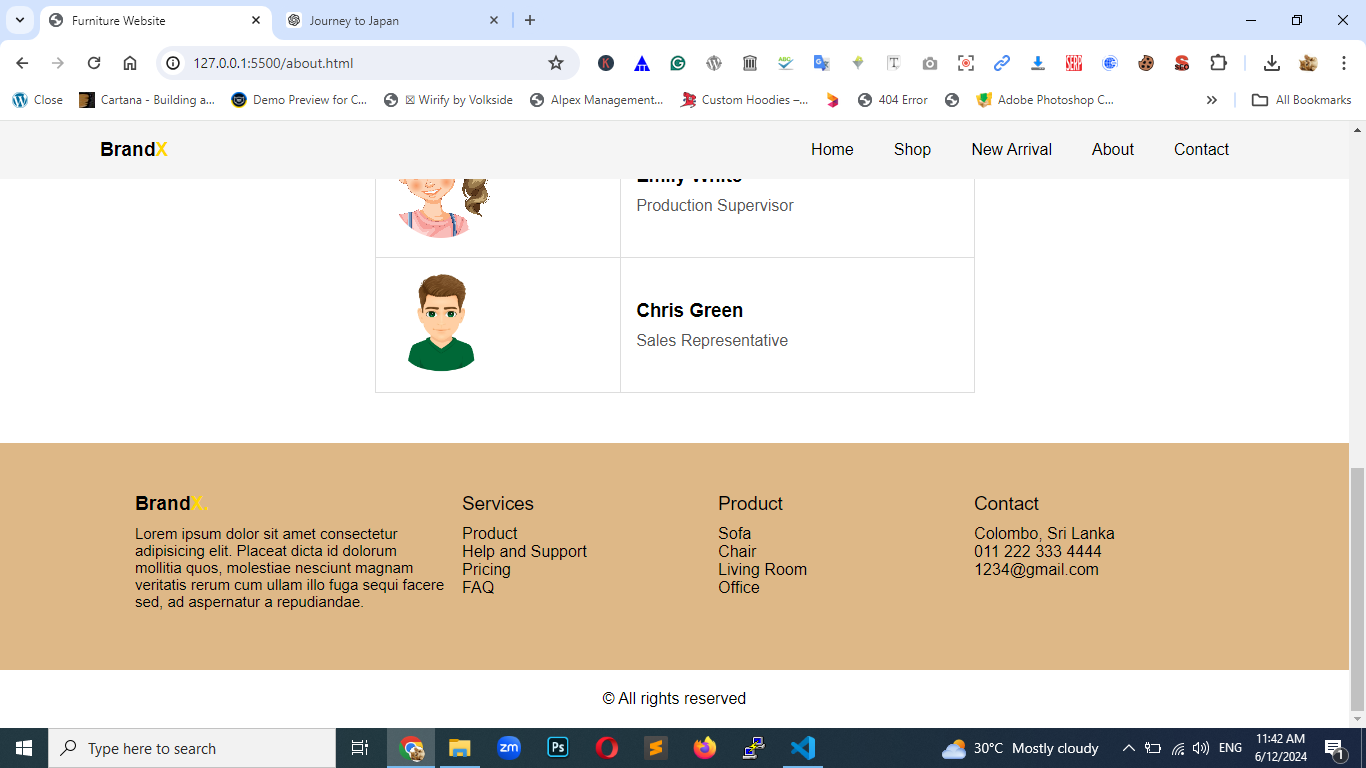 Furniture Website
Journey to Japan
127.0.0.1:5500/about.html
Close
Cartana - Building a...
Demo Preview for C...
☒ Wirify by Volkside
Alpex Management...
Custom Hoodies –...
404 Error
Adobe Photoshop C...
All Bookmarks
BrandX
Home
Shop
New Arrival
About
Contact
Emily White
Production Supervisor
Chris Green
Sales Representative
BrandX.
Lorem ipsum dolor sit amet consectetur
adipisicing elit. Placeat dicta id dolorum
mollitia quos, molestiae nesciunt magnam
veritatis rerum cum ullam illo fuga sequi facere
sed, ad aspernatur a repudiandae.
Services
Product
Help and Support
Pricing
FAQ
Product
Sofa
Chair
Living Room
Office
Contact
Colombo, Sri Lanka
011 222 333 4444
1234@gmail.com
© All rights reserved
Type here to search
zm
Ps
30°C Mostly cloudy
ENG
11:42 AM
6/12/2024
1